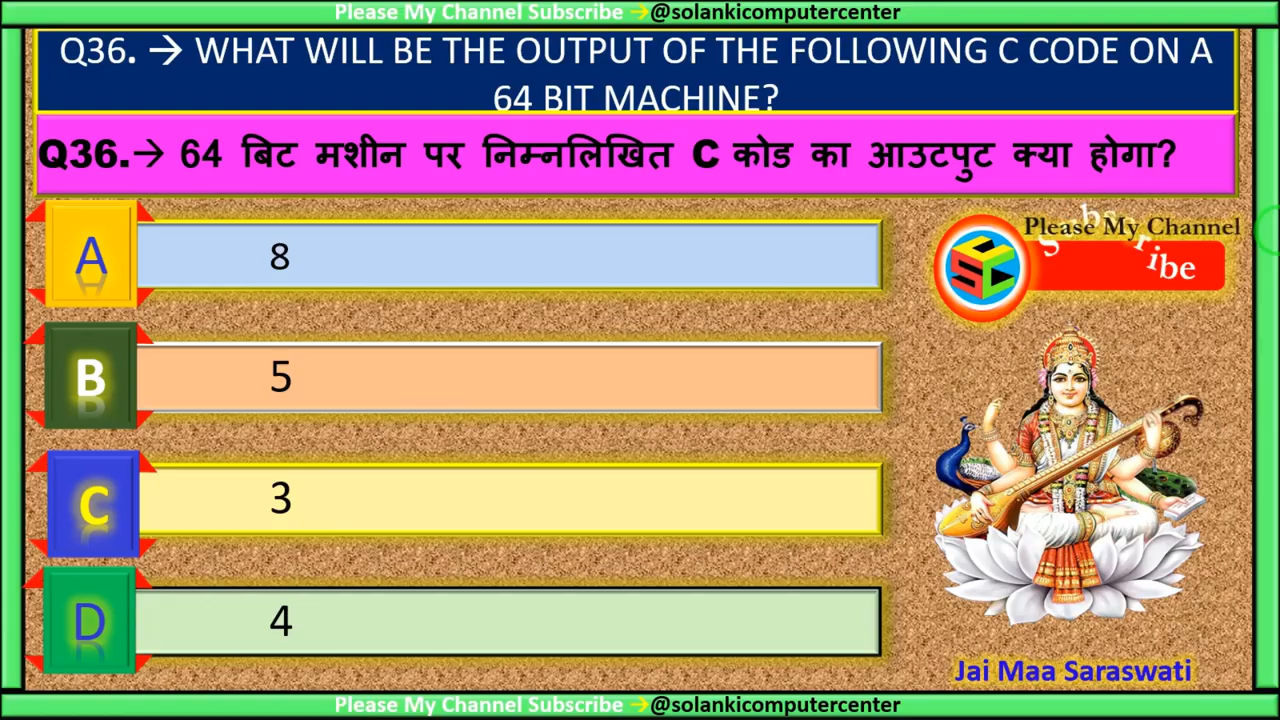 Please My Channel Subscribe →@solankicomputercenter
Q36. → WHAT WILL BE THE OUTPUT OF THE FOLLOWING C CODE ON A
64 BIT MACHINE?
Q36.→ 64 बिट मशीन पर निम्नलिखित C कोड का आउटपुट क्या होगा?
A 8
Please My Channel
Subscribe
SCC
B 5
C 3
D 4
Jai Maa Saraswati
Please My Channel Subscribe →@solankicomputercenter